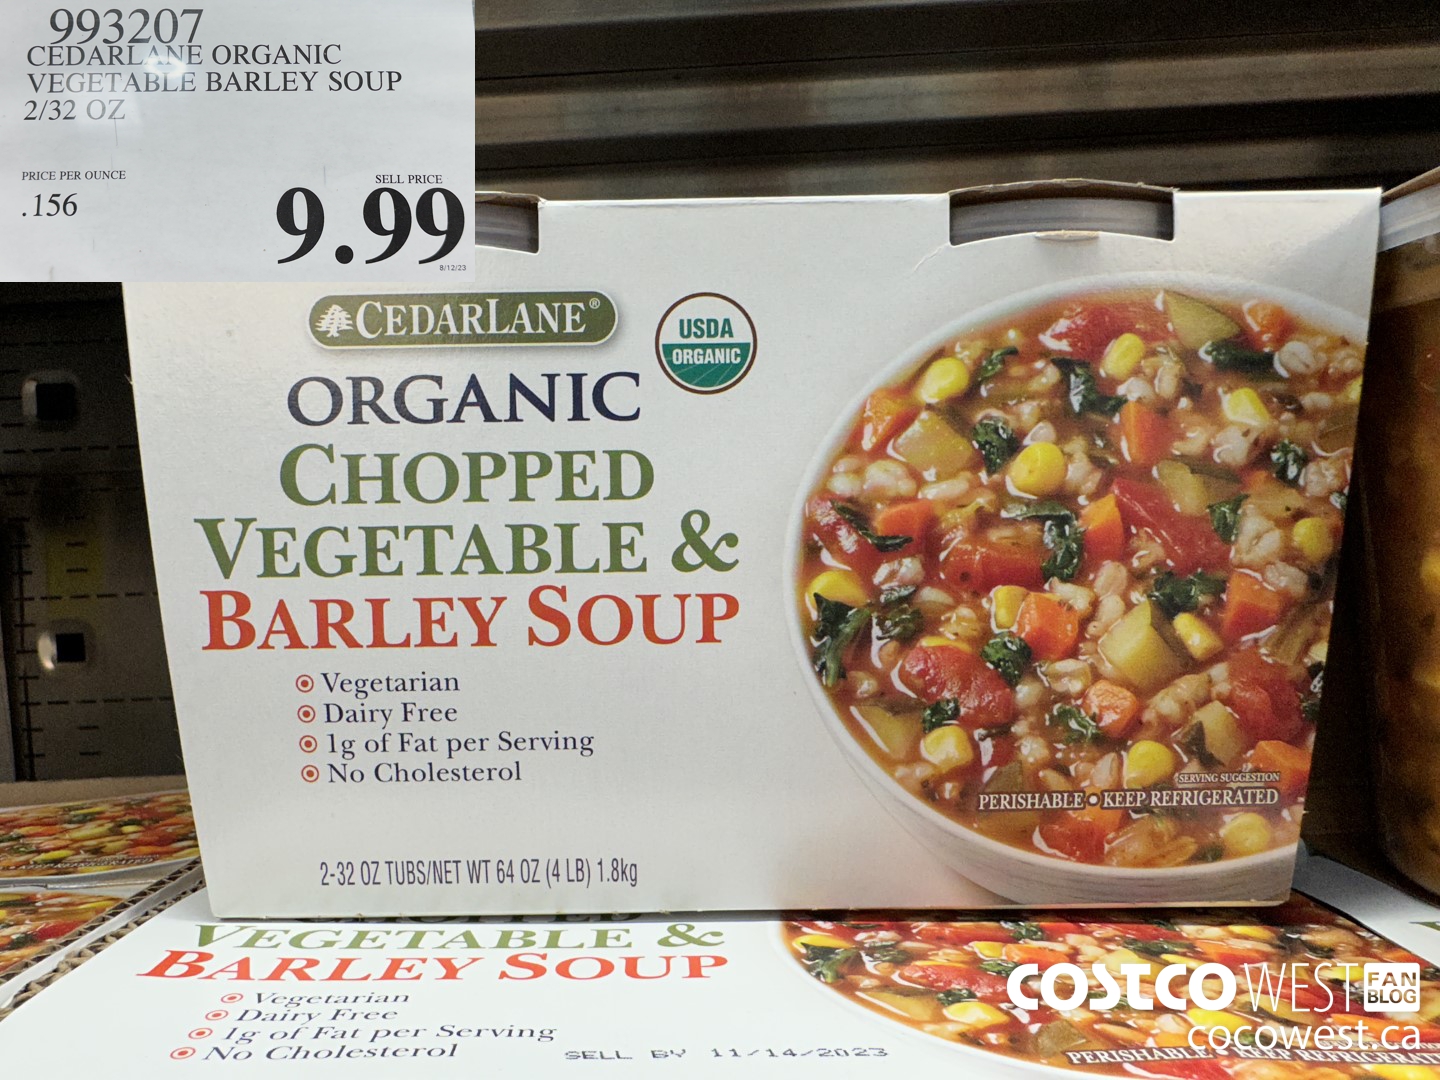 993207
CEDARLANE ORGANIC
VEGETABLE BARLEY SOUP
2/32 OZ
PRICE PER OUNCE
.156
SELL PRICE
9.99
8/12/23
CEDARLANE®
USDA
ORGANIC
ORGANIC
CHOPPED
VEGETABLE &
BARLEY SOUP
Vegetarian
Dairy Free
1g of Fat per Serving
No Cholesterol
SERVING SUGGESTION
PERISHABLE • KEEP REFRIGERATED
2-32 OZ TUBS/NET WT 64 OZ (4 LB) 1.8kg
CHOPPED
VEGETABLE &
BARLEY SOUP
Vegetarian
Dairy Free
1g of Fat per Serving
No Cholesterol
SELL BY 11/14/2023
PERISHABLE • KEEP REFRIGERATED
COSTCO WEST FAN BLOG
cocowest.ca